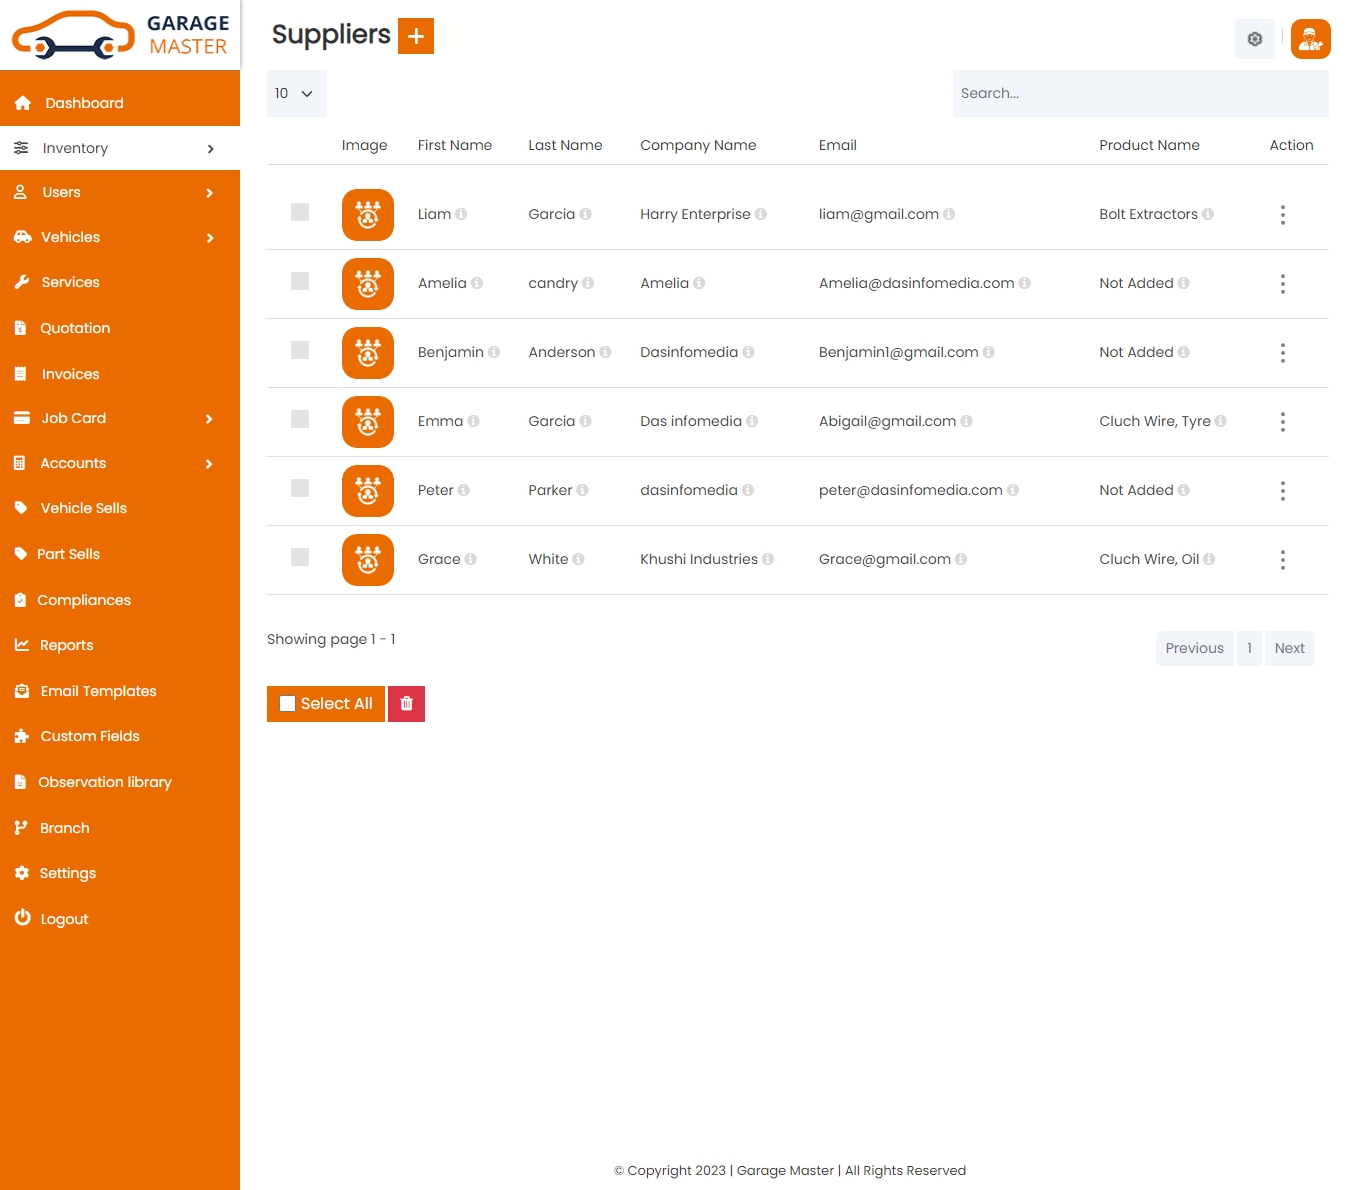 GARAGE
MASTER
Suppliers
Dashboard
Inventory
Users
Vehicles
Services
Quotation
Invoices
Job Card
Accounts
Vehicle Sells
Part Sells
Compliances
Reports
Email Templates
Custom Fields
Observation library
Branch
Settings
Logout
10
Search...
Image First Name Last Name Company Name Email Product Name Action
Liam Garcia Harry Enterprise liam@gmail.com Bolt Extractors
Amelia candry Amelia Amelia@dasinfomedia.com Not Added
Benjamin Anderson Dasinfomedia Benjamin1@gmail.com Not Added
Emma Garcia Das infomedia Abigail@gmail.com Cluch Wire, Tyre
Peter Parker dasinfomedia peter@dasinfomedia.com Not Added
Grace White Khushi Industries Grace@gmail.com Cluch Wire, Oil
Showing page 1 - 1
Previous 1 Next
Select All
© Copyright 2023 | Garage Master | All Rights Reserved